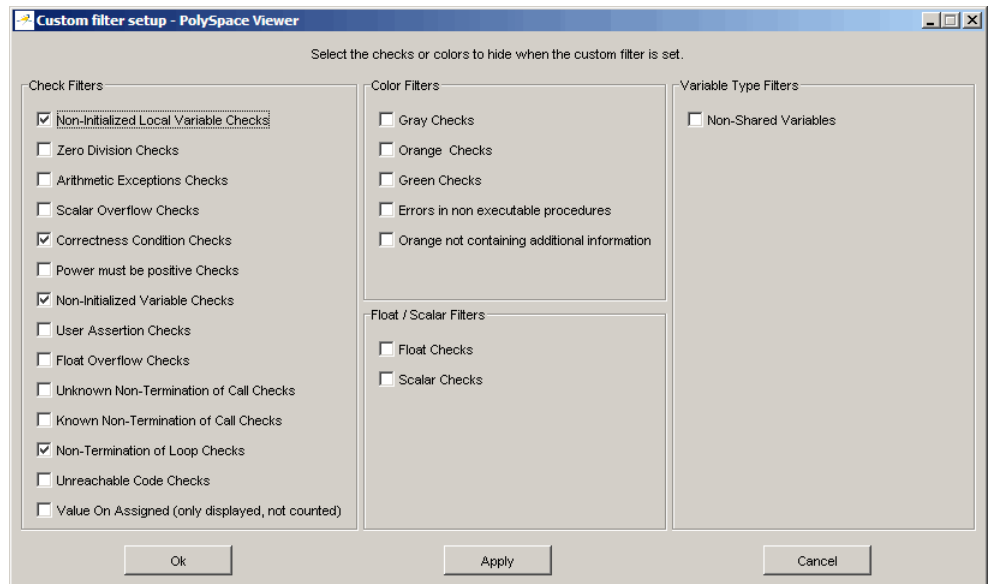 Custom filter setup - PolySpace Viewer
Select the checks or colors to hide when the custom filter is set.
Check Filters
Non-Initialized Local Variable Checks
Zero Division Checks
Arithmetic Exceptions Checks
Scalar Overflow Checks
Correctness Condition Checks
Power must be positive Checks
Non-Initialized Variable Checks
User Assertion Checks
Float Overflow Checks
Unknown Non-Termination of Call Checks
Known Non-Termination of Call Checks
Non-Termination of Loop Checks
Unreachable Code Checks
Value On Assigned (only displayed, not counted)
Color Filters
Gray Checks
Orange Checks
Green Checks
Errors in non executable procedures
Orange not containing additional information
Float / Scalar Filters
Float Checks
Scalar Checks
Variable Type Filters
Non-Shared Variables
Ok
Apply
Cancel